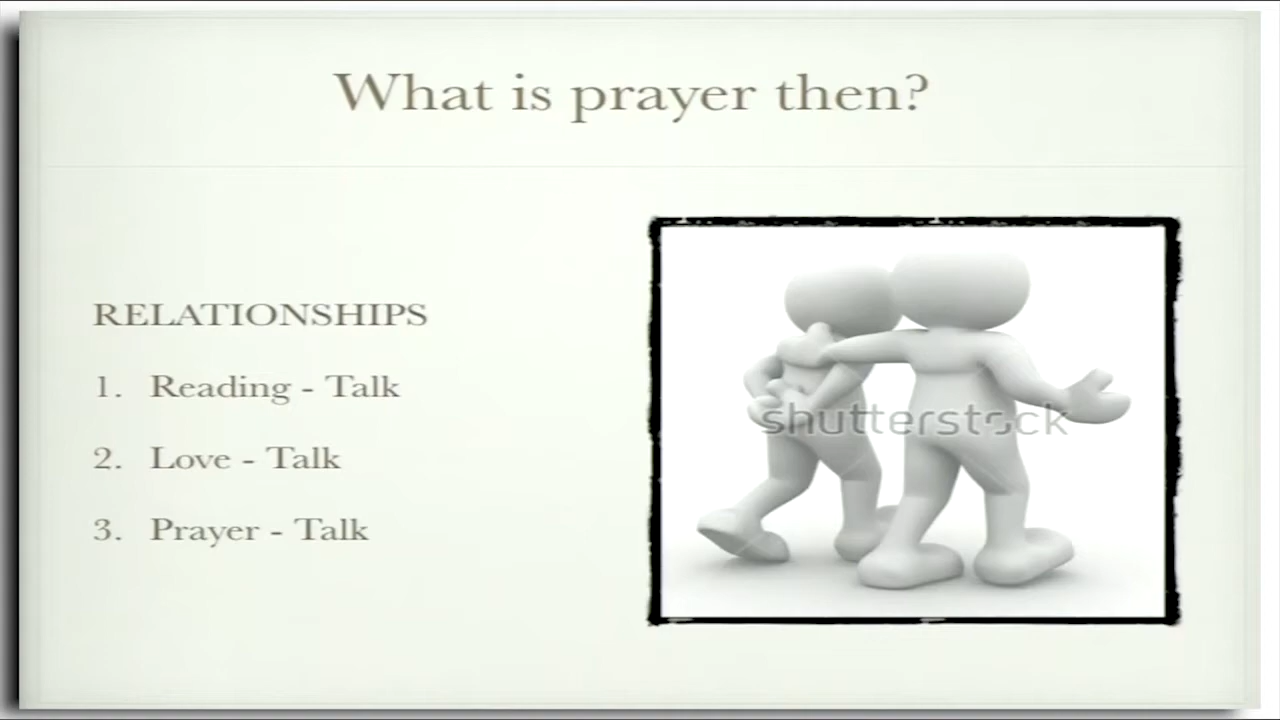 What is prayer then?
RELATIONSHIPS
1. Reading - Talk
2. Love - Talk
3. Prayer - Talk
shutterstock